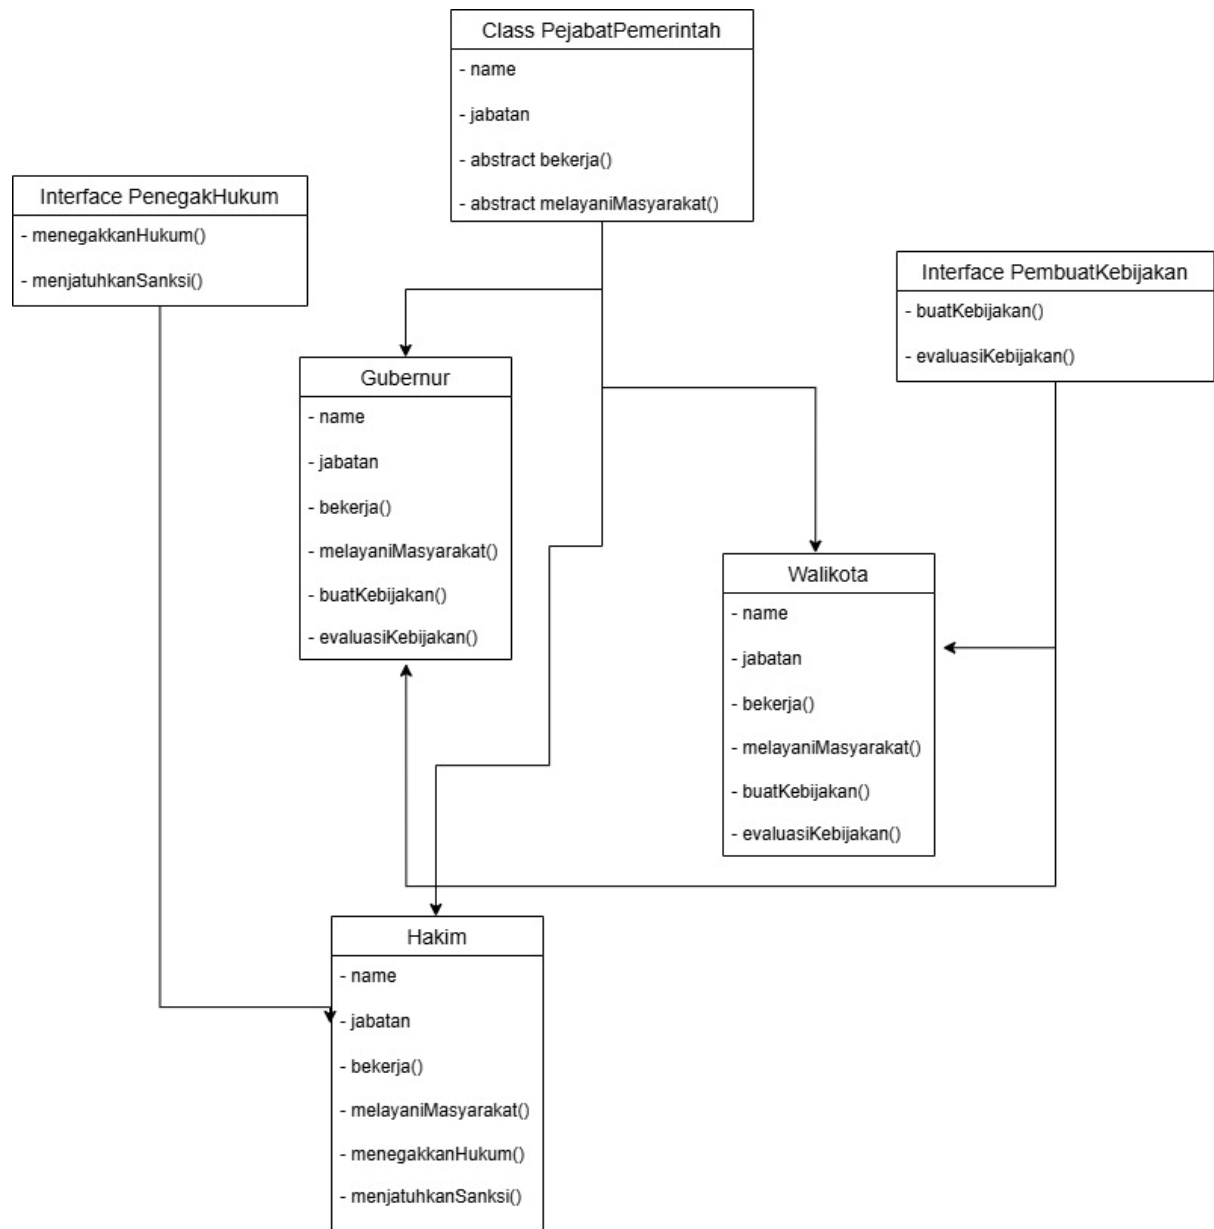 Class PejabatPemerintah
- name
- jabatan
- abstract bekerja()
- abstract melayaniMasyarakat()
Interface PenegakHukum
- menegakkanHukum()
- menjatuhkanSanksi()
Interface PembuatKebijakan
- buatKebijakan()
- evaluasiKebijakan()
Gubernur
- name
- jabatan
- bekerja()
- melayaniMasyarakat()
- buatKebijakan()
- evaluasiKebijakan()
Walikota
- name
- jabatan
- bekerja()
- melayaniMasyarakat()
- buatKebijakan()
- evaluasiKebijakan()
Hakim
- name
- jabatan
- bekerja()
- melayaniMasyarakat()
- menegakkanHukum()
- menjatuhkanSanksi()